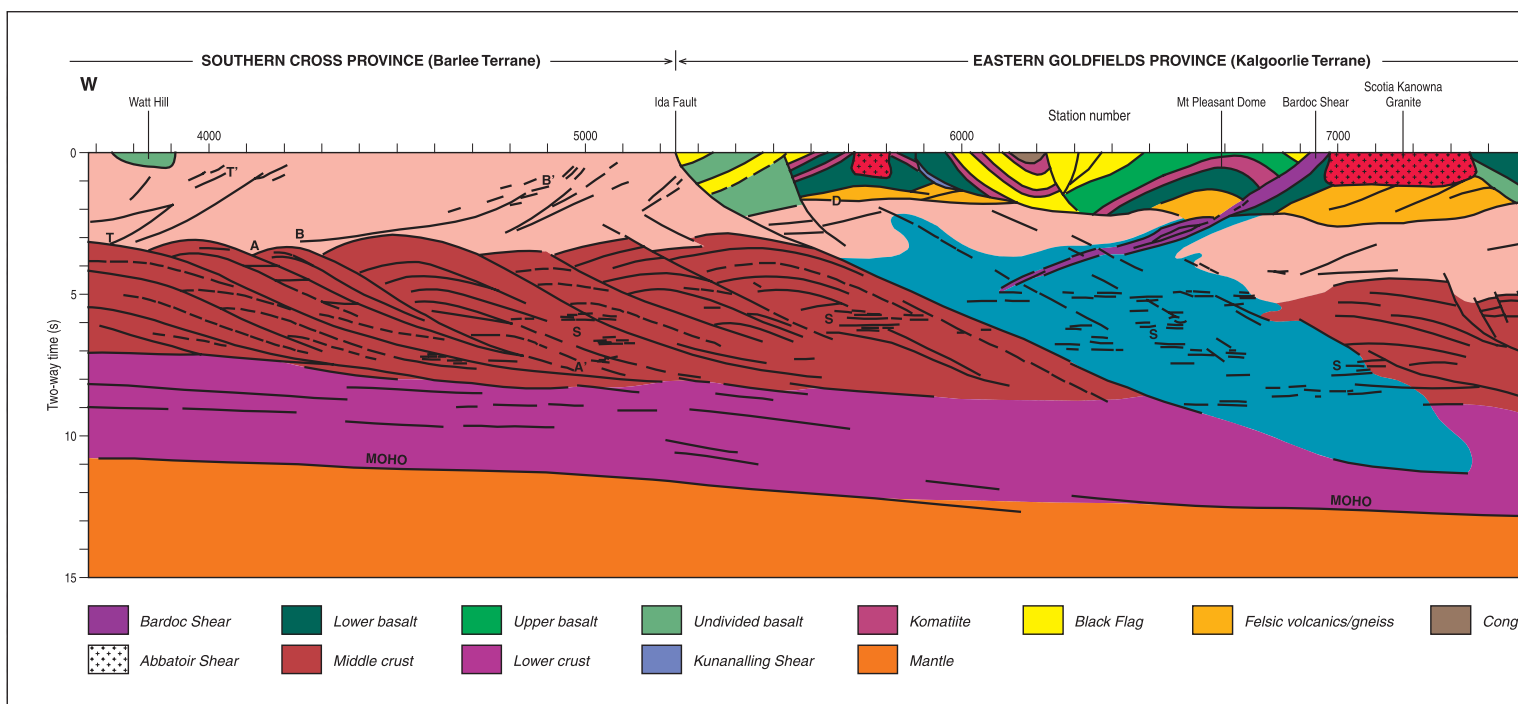 SOUTHERN CROSS PROVINCE (Barlee Terrane)
EASTERN GOLDFIELDS PROVINCE (Kalgoorlie Terrane)
W
Watt Hill
Ida Fault
Station number
Mt Pleasant Dome
Bardoc Shear
Scotia Kanowna
Granite
4000
5000
6000
7000
0
5
10
15
Two-way time (s)
T'
B'
D
T
A
B
S
S
S
S
A'
MOHO
MOHO
Bardoc Shear
Lower basalt
Upper basalt
Undivided basalt
Komatiite
Black Flag
Felsic volcanics/gneiss
Cong
Abbatoir Shear
Middle crust
Lower crust
Kunanalling Shear
Mantle